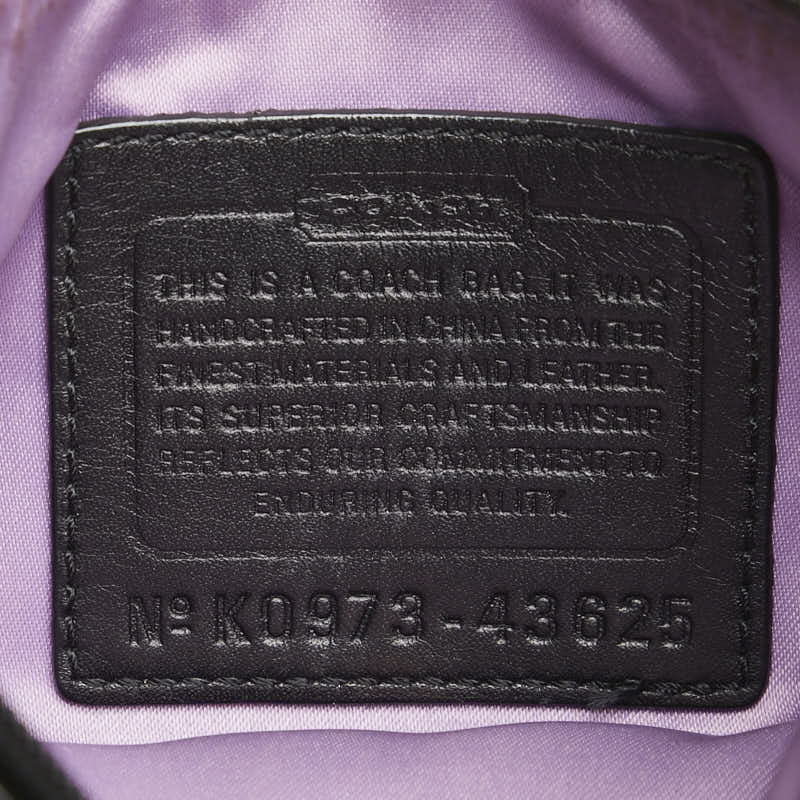 COACH
THIS IS A COACH BAG. IT WAS
HANDCRAFTED IN CHINA FROM THE
FINEST MATERIALS AND LEATHER.
ITS SUPERIOR CRAFTSMANSHIP
REFLECTS OUR COMMITMENT TO
ENDURING QUALITY.
Nº K0973-43625